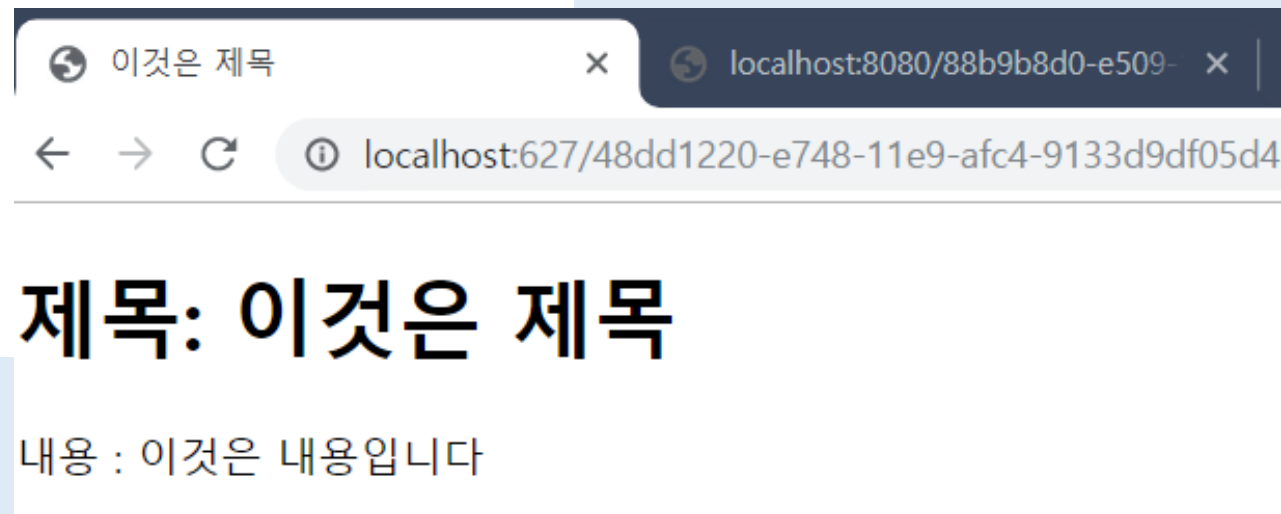 이것은 제목
localhost:8080/88b9b8d0-e509-
localhost:627/48dd1220-e748-11e9-afc4-9133d9df05d4
제목: 이것은 제목
내용 : 이것은 내용입니다